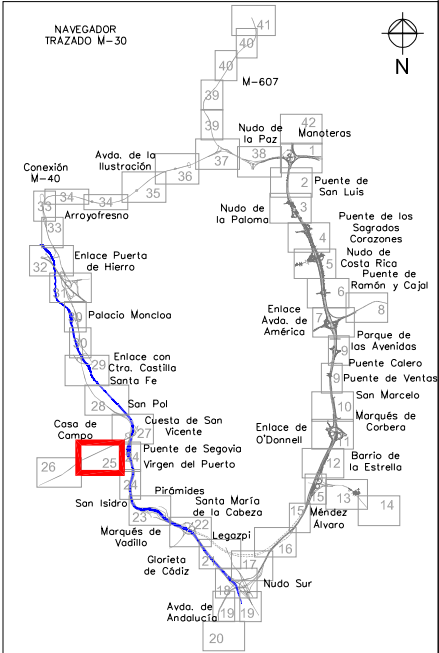 NAVEGADOR
TRAZADO M-30
N
41
40
40
M-607
39
39
42
Nudo de
la Paz
Manoteras
1
Avda. de la
Ilustración
37
38
36
35
Conexión
M-40
34
34
33
Arroyofresno
33
2
Puente de
San Luis
Nudo de
la Paloma
3
Puente de los
Sagrados
Corazones
4
Nudo de
Costa Rica
5
Enlace Puerta
de Hierro
32
31
Puente de
Ramón y Cajal
6
8
Enlace
Avda. de
América
7
Palacio Moncloa
30
30
Parque de
las Avenidas
9
Puente Calero
9
Puente de Ventas
Enlace con
Ctra. Castilla
29
Santa Fe
28
San Pol
San Marcelo
10
Marqués de
Corbera
Enlace de
O'Donnell
11
Casa de
Campo
Cuesta de San
Vicente
27
Puente de Segovia
24
Virgen del Puerto
25
26
24
Barrio de
la Estrella
12
13
14
15
15
Méndez
Álvaro
San Isidro
Pirámides
23
Santa María
de la Cabeza
22
Marqués de
Vadillo
Legazpi
16
21
17
Glorieta
de Cádiz
18
Nudo Sur
Avda. de
Andalucía
19
19
20